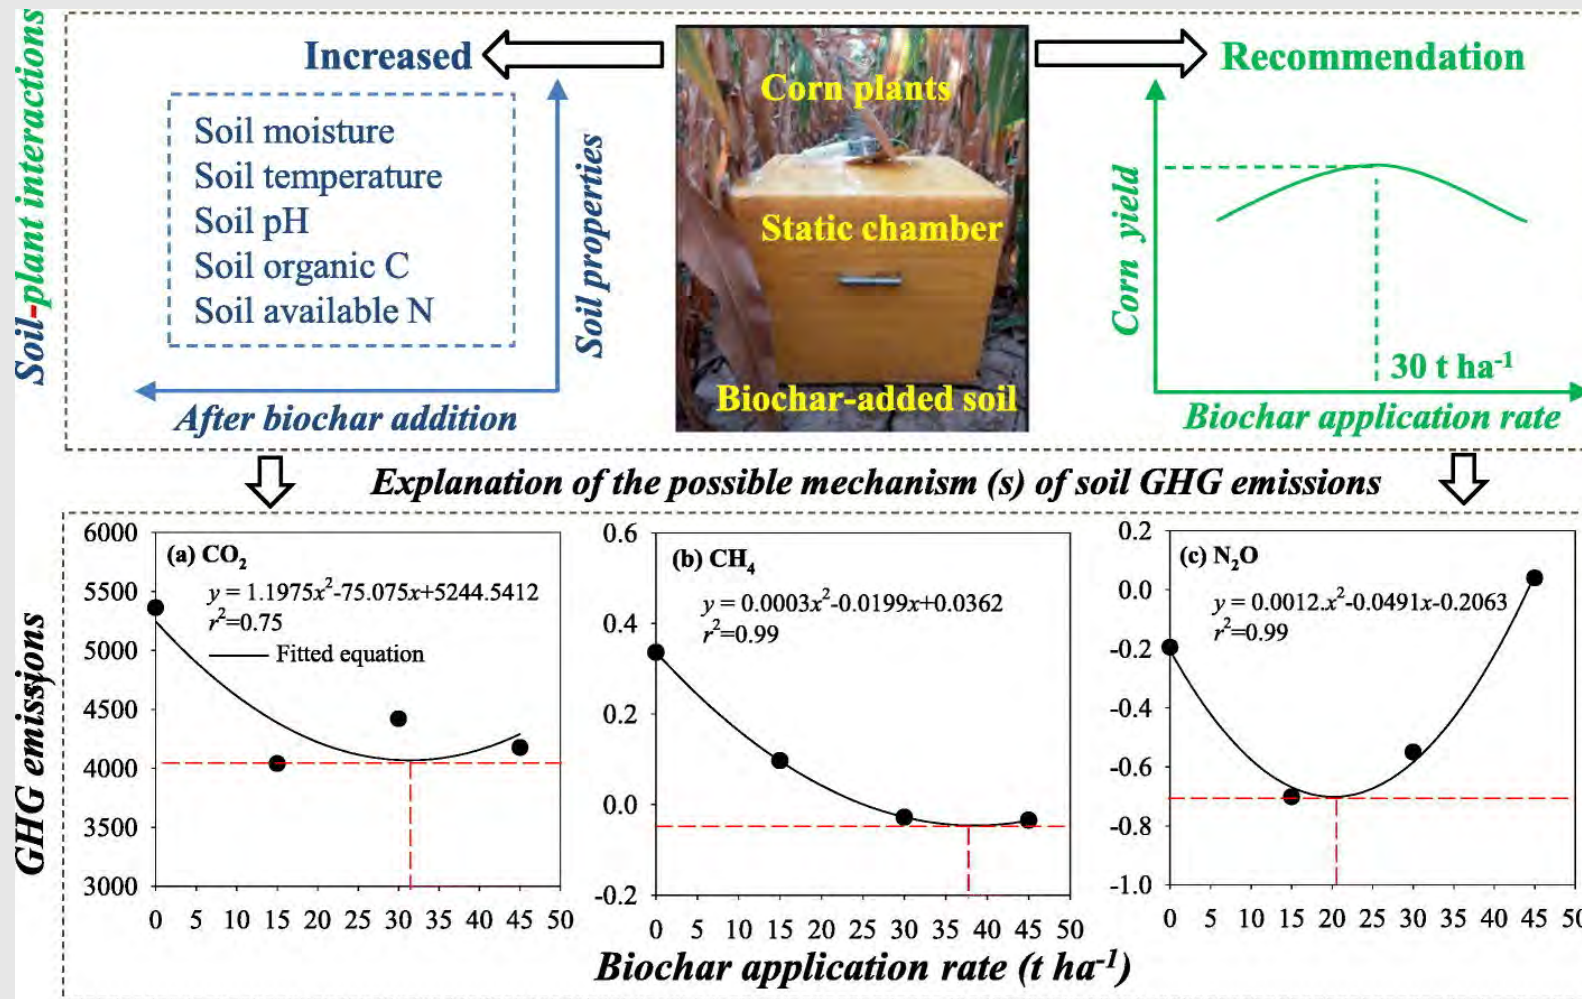 Soil-plant interactions
Increased
Soil moisture
Soil temperature
Soil pH
Soil organic C
Soil available N
Soil properties
After biochar addition
Corn plants
Static chamber
Biochar-added soil
Recommendation
Corn yield
30 t ha⁻¹
Biochar application rate
Explanation of the possible mechanism (s) of soil GHG emissions
GHG emissions
(a) CO₂
y = 1.1975x²-75.075x+5244.5412
r²=0.75
Fitted equation
6000
5500
5000
4500
4000
3500
3000
0 5 10 15 20 25 30 35 40 45 50
(b) CH₄
y = 0.0003x²-0.0199x+0.0362
r²=0.99
0.6
0.4
0.2
0.0
-0.2
0 5 10 15 20 25 30 35 40 45 50
(c) N₂O
y = 0.0012.x²-0.0491x-0.2063
r²=0.99
0.2
0.0
-0.2
-0.4
-0.6
-0.8
-1.0
0 5 10 15 20 25 30 35 40 45 50
Biochar application rate (t ha⁻¹)